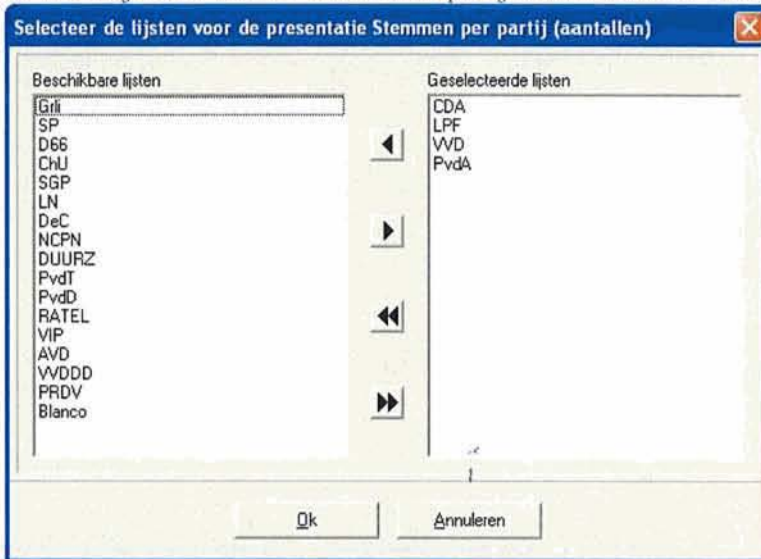 Selecteer de lijsten voor de presentatie Stemmen per partij (aantallen)
Beschikbare lijsten
Grli
SP
D66
ChU
SGP
LN
DeC
NCPN
DUURZ
PvdT
PvdD
RATEL
VIP
AVD
VVDDD
PRDV
Blanco
Geselecteerde lijsten
CDA
LPF
VVD
PvdA
Ok
Annuleren